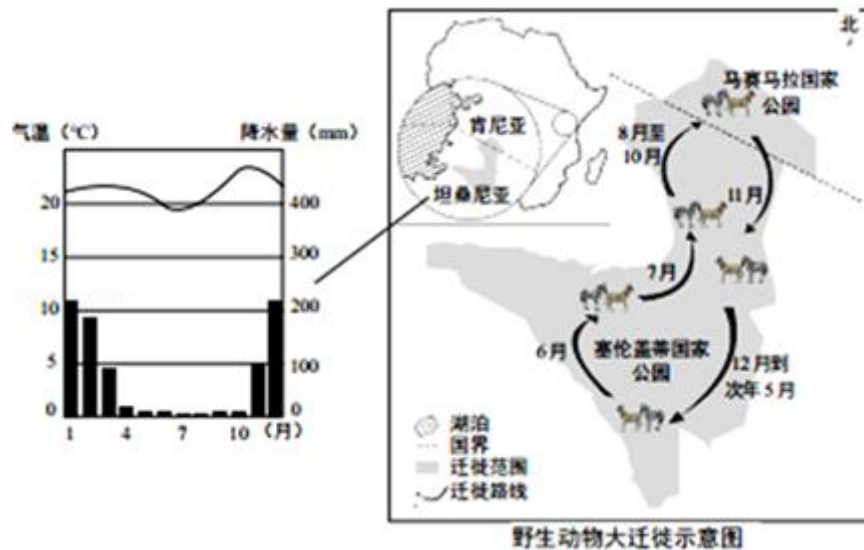 气温（℃） 降水量（mm）
20
15
10
5
0
400
300
200
100
0
1 4 7 10 （月）
北
肯尼亚
坦桑尼亚
马赛马拉国家
公园
8月至
10月
11月
7月
6月
塞伦盖蒂国家
公园
12月到
次年5月
湖泊
国界
迁徙范围
迁徙路线
野生动物大迁徙示意图